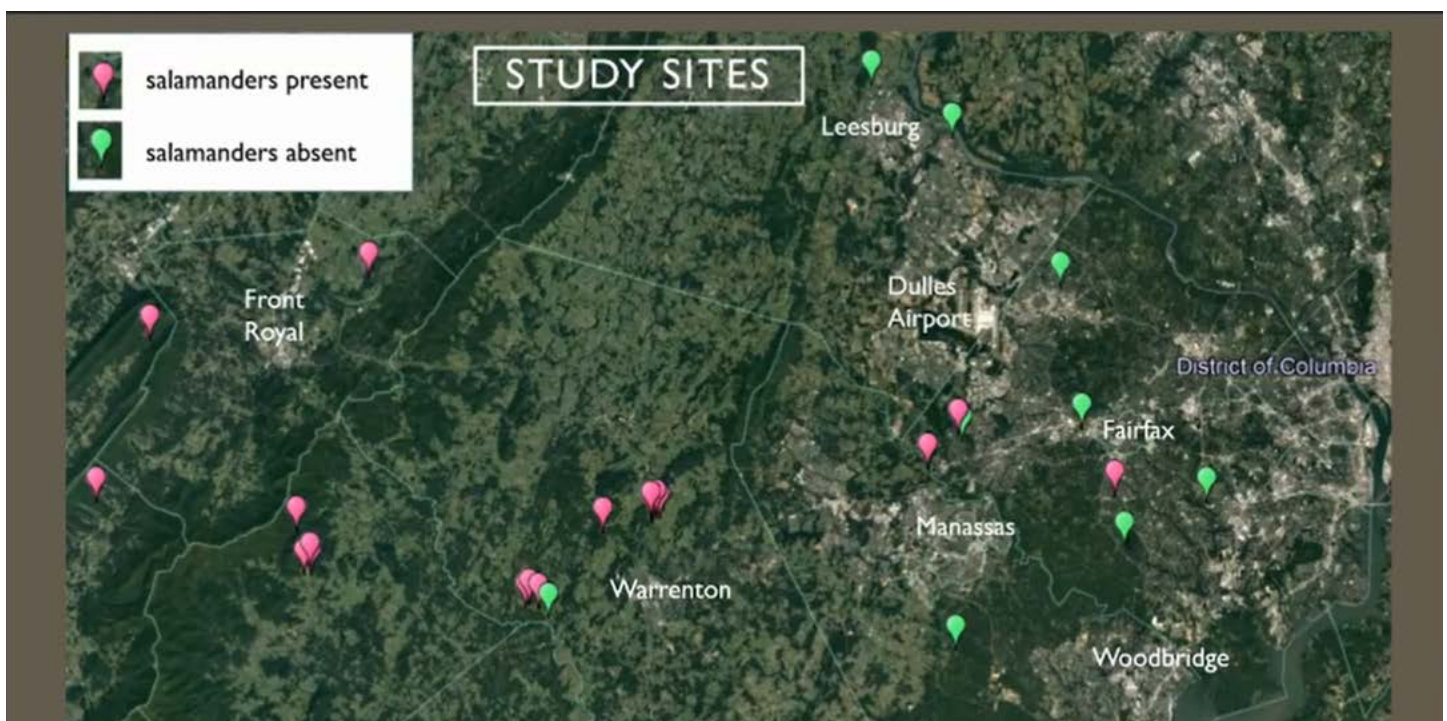 salamanders present
salamanders absent
STUDY SITES
Leesburg
Front
Royal
Dulles
Airport
District of Columbia
Fairfax
Manassas
Warrenton
Woodbridge